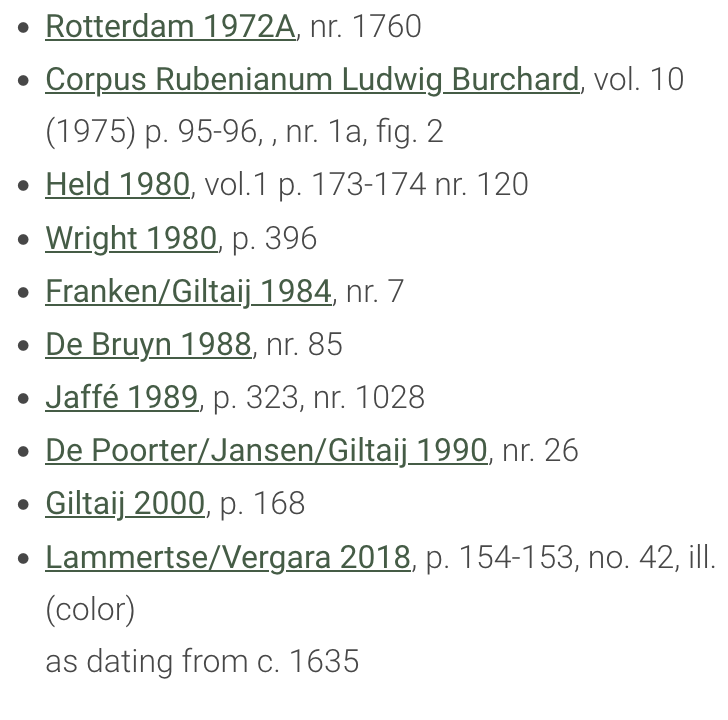 Rotterdam 1972A, nr. 1760
Corpus Rubenianum Ludwig Burchard, vol. 10
(1975) p. 95-96, , nr. 1a, fig. 2
Held 1980, vol.1 p. 173-174 nr. 120
Wright 1980, p. 396
Franken/Giltaij 1984, nr. 7
De Bruyn 1988, nr. 85
Jaffé 1989, p. 323, nr. 1028
De Poorter/Jansen/Giltaij 1990, nr. 26
Giltaij 2000, p. 168
Lammertse/Vergara 2018, p. 154-153, no. 42, ill.
(color)
as dating from c. 1635